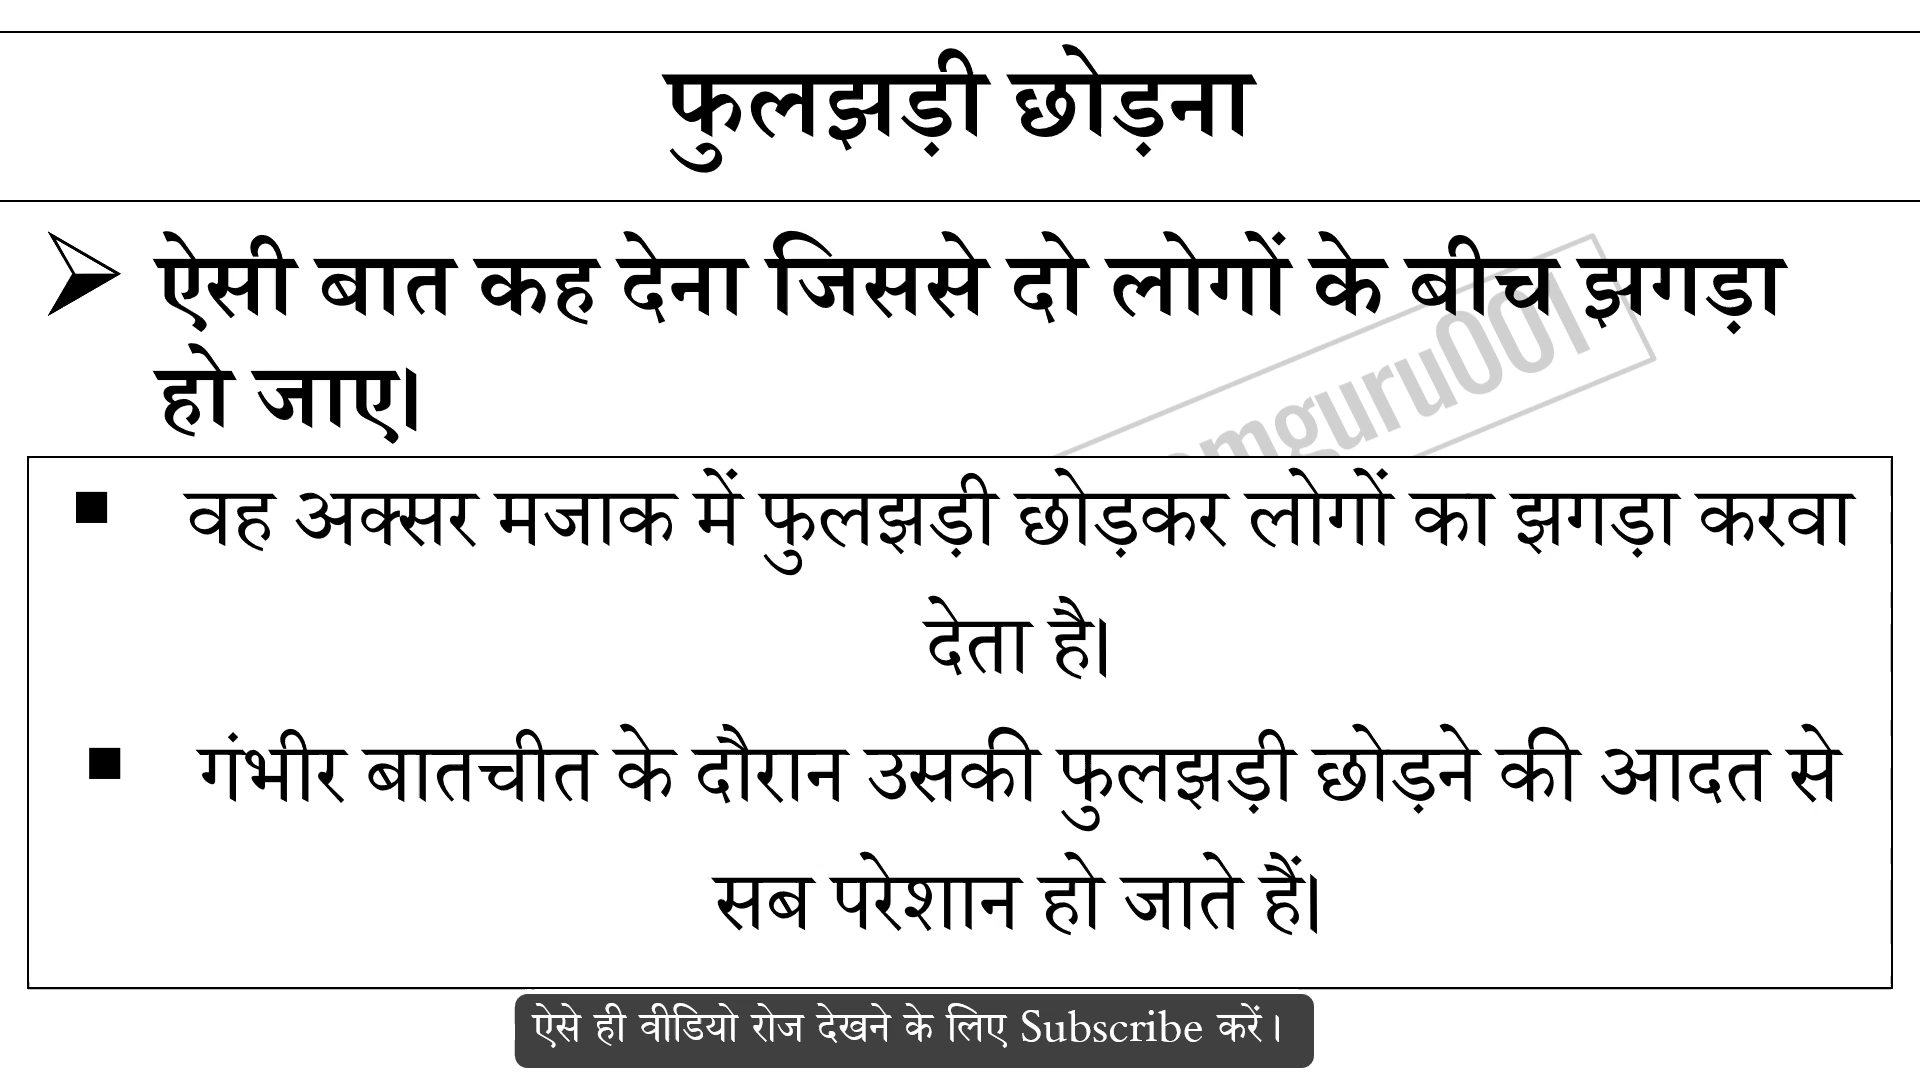 फुलझड़ी छोड़ना
ऐसी बात कह देना जिससे दो लोगों के बीच झगड़ा
हो जाए।
वह अक्सर मजाक में फुलझड़ी छोड़कर लोगों का झगड़ा करवा
देता है।
गंभीर बातचीत के दौरान उसकी फुलझड़ी छोड़ने की आदत से
सब परेशान हो जाते हैं।
ऐसे ही वीडियो रोज देखने के लिए Subscribe करें।